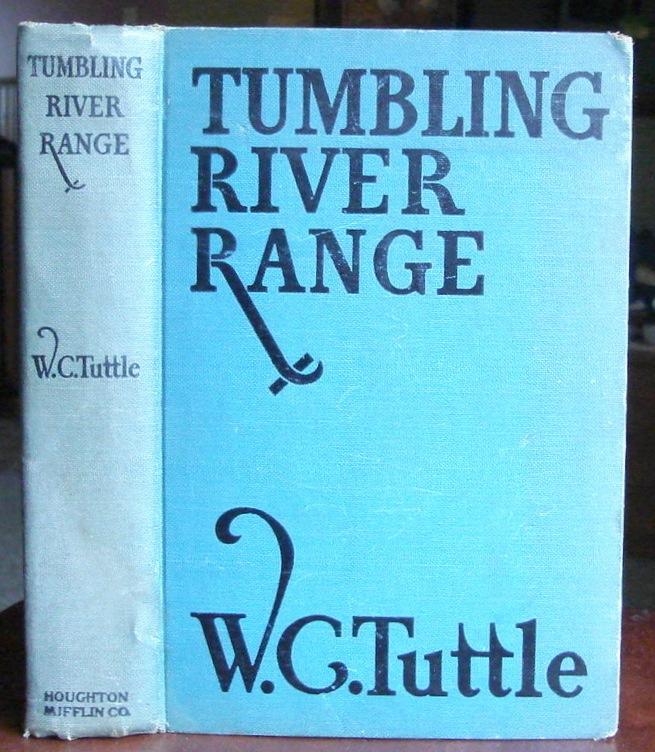 TUMBLING
RIVER
RANGE
W.C.Tuttle
HOUGHTON
MIFFLIN CO.
TUMBLING
RIVER
RANGE
W.C.Tuttle